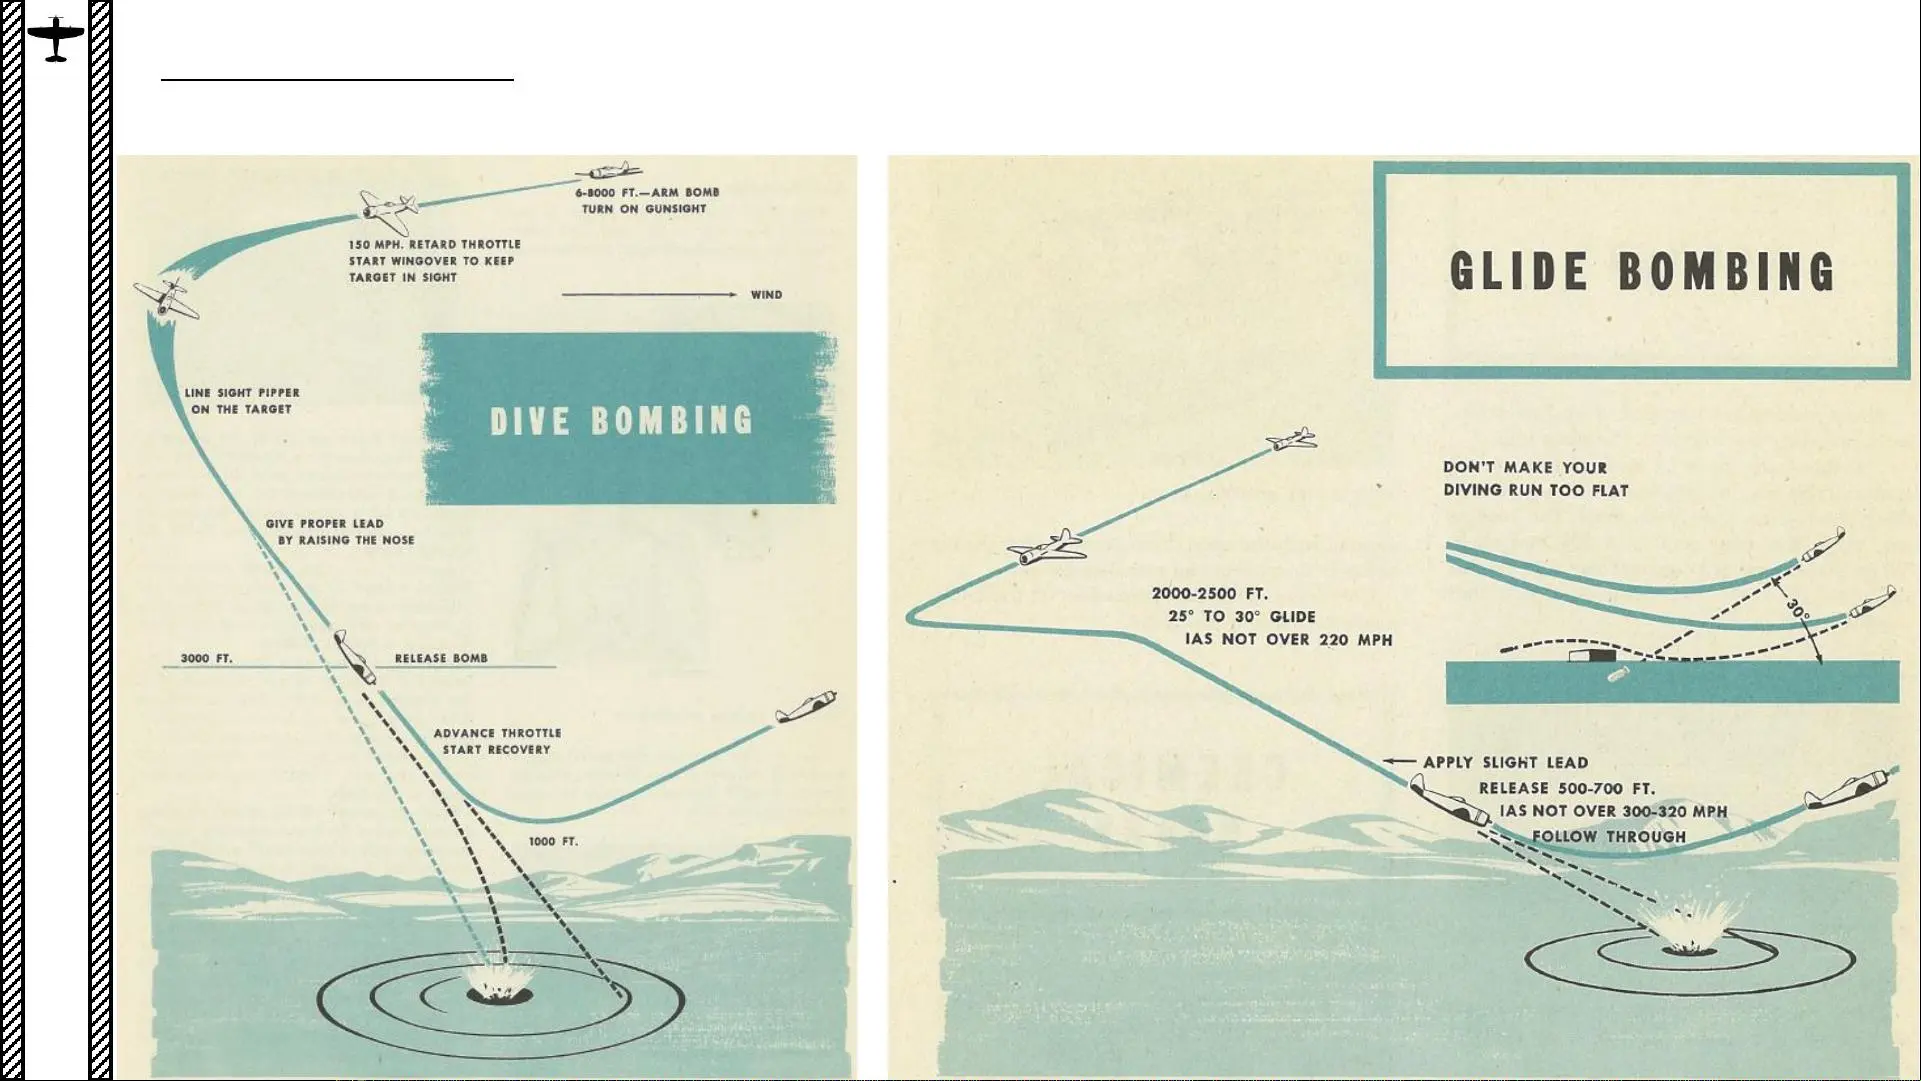 6-8000 FT.—ARM BOMB
TURN ON GUNSIGHT
150 MPH. RETARD THROTTLE
START WINGOVER TO KEEP
TARGET IN SIGHT
WIND
DIVE BOMBING
LINE SIGHT PIPPER
ON THE TARGET
GIVE PROPER LEAD
BY RAISING THE NOSE
3000 FT.
RELEASE BOMB
ADVANCE THROTTLE
START RECOVERY
1000 FT.
GLIDE BOMBING
DON'T MAKE YOUR
DIVING RUN TOO FLAT
30°
2000-2500 FT.
25° TO 30° GLIDE
IAS NOT OVER 220 MPH
APPLY SLIGHT LEAD
RELEASE 500-700 FT.
IAS NOT OVER 300-320 MPH
FOLLOW THROUGH